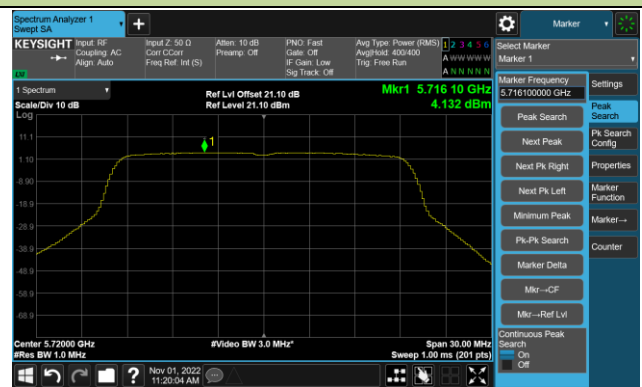 Spectrum Analyzer 1
Swept SA
+
Marker
KEYSIGHT
Input: RF
Coupling: AC
Align: Auto
Input Z: 50 Ω
Corr CCorr
Freq Ref: Int (S)
Atten: 10 dB
Preamp: Off
PNO: Fast
Gate: Off
IF Gain: Low
Sig Track: Off
Avg Type: Power (RMS)
Avg|Hold: 400/400
Trig: Free Run
1 2 3 4 5 6
A W W W W W
A N N N N N
Select Marker
Marker 1
1 Spectrum
Scale/Div 10 dB
Log
Ref Lvl Offset 21.10 dB
Ref Level 21.10 dBm
Mkr1 5.716 10 GHz
4.132 dBm
1
11.1
1.10
-8.90
-18.9
-28.9
-38.9
-48.9
-58.9
-68.9
Center 5.72000 GHz
#Res BW 1.0 MHz
#Video BW 3.0 MHz*
Span 30.00 MHz
Sweep 1.00 ms (201 pts)
Marker Frequency
5.716100000 GHz
Peak Search
Next Peak
Next Pk Right
Next Pk Left
Minimum Peak
Pk-Pk Search
Marker Delta
Mkr→CF
Mkr→Ref Lvl
Continuous Peak
Search
On
Off
Settings
Peak
Search
Pk Search
Config
Properties
Marker
Function
Marker→
Counter
?
Nov 01, 2022
11:20:04 AM